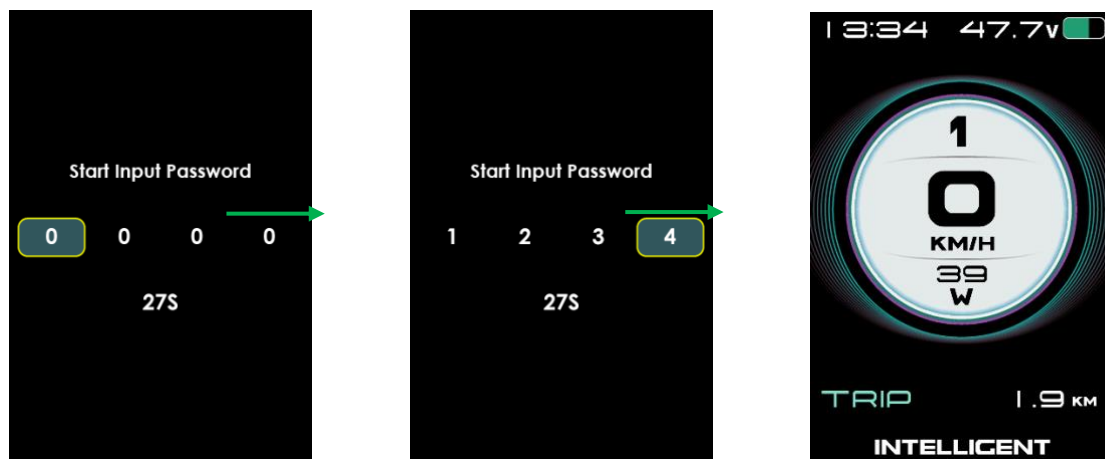 Start Input Password
0 0 0 0
27S
Start Input Password
1 2 3 4
27S
13:34 47.7v
1
0
KM/H
39
W
TRIP 1.9 KM
INTELLIGENT